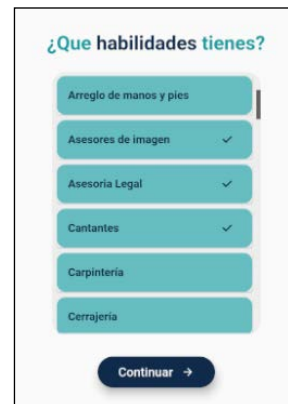 ¿Que habilidades tienes?
Arreglo de manos y pies
Asesores de imagen
Asesoria Legal
Cantantes
Carpintería
Cerrajería
Continuar →